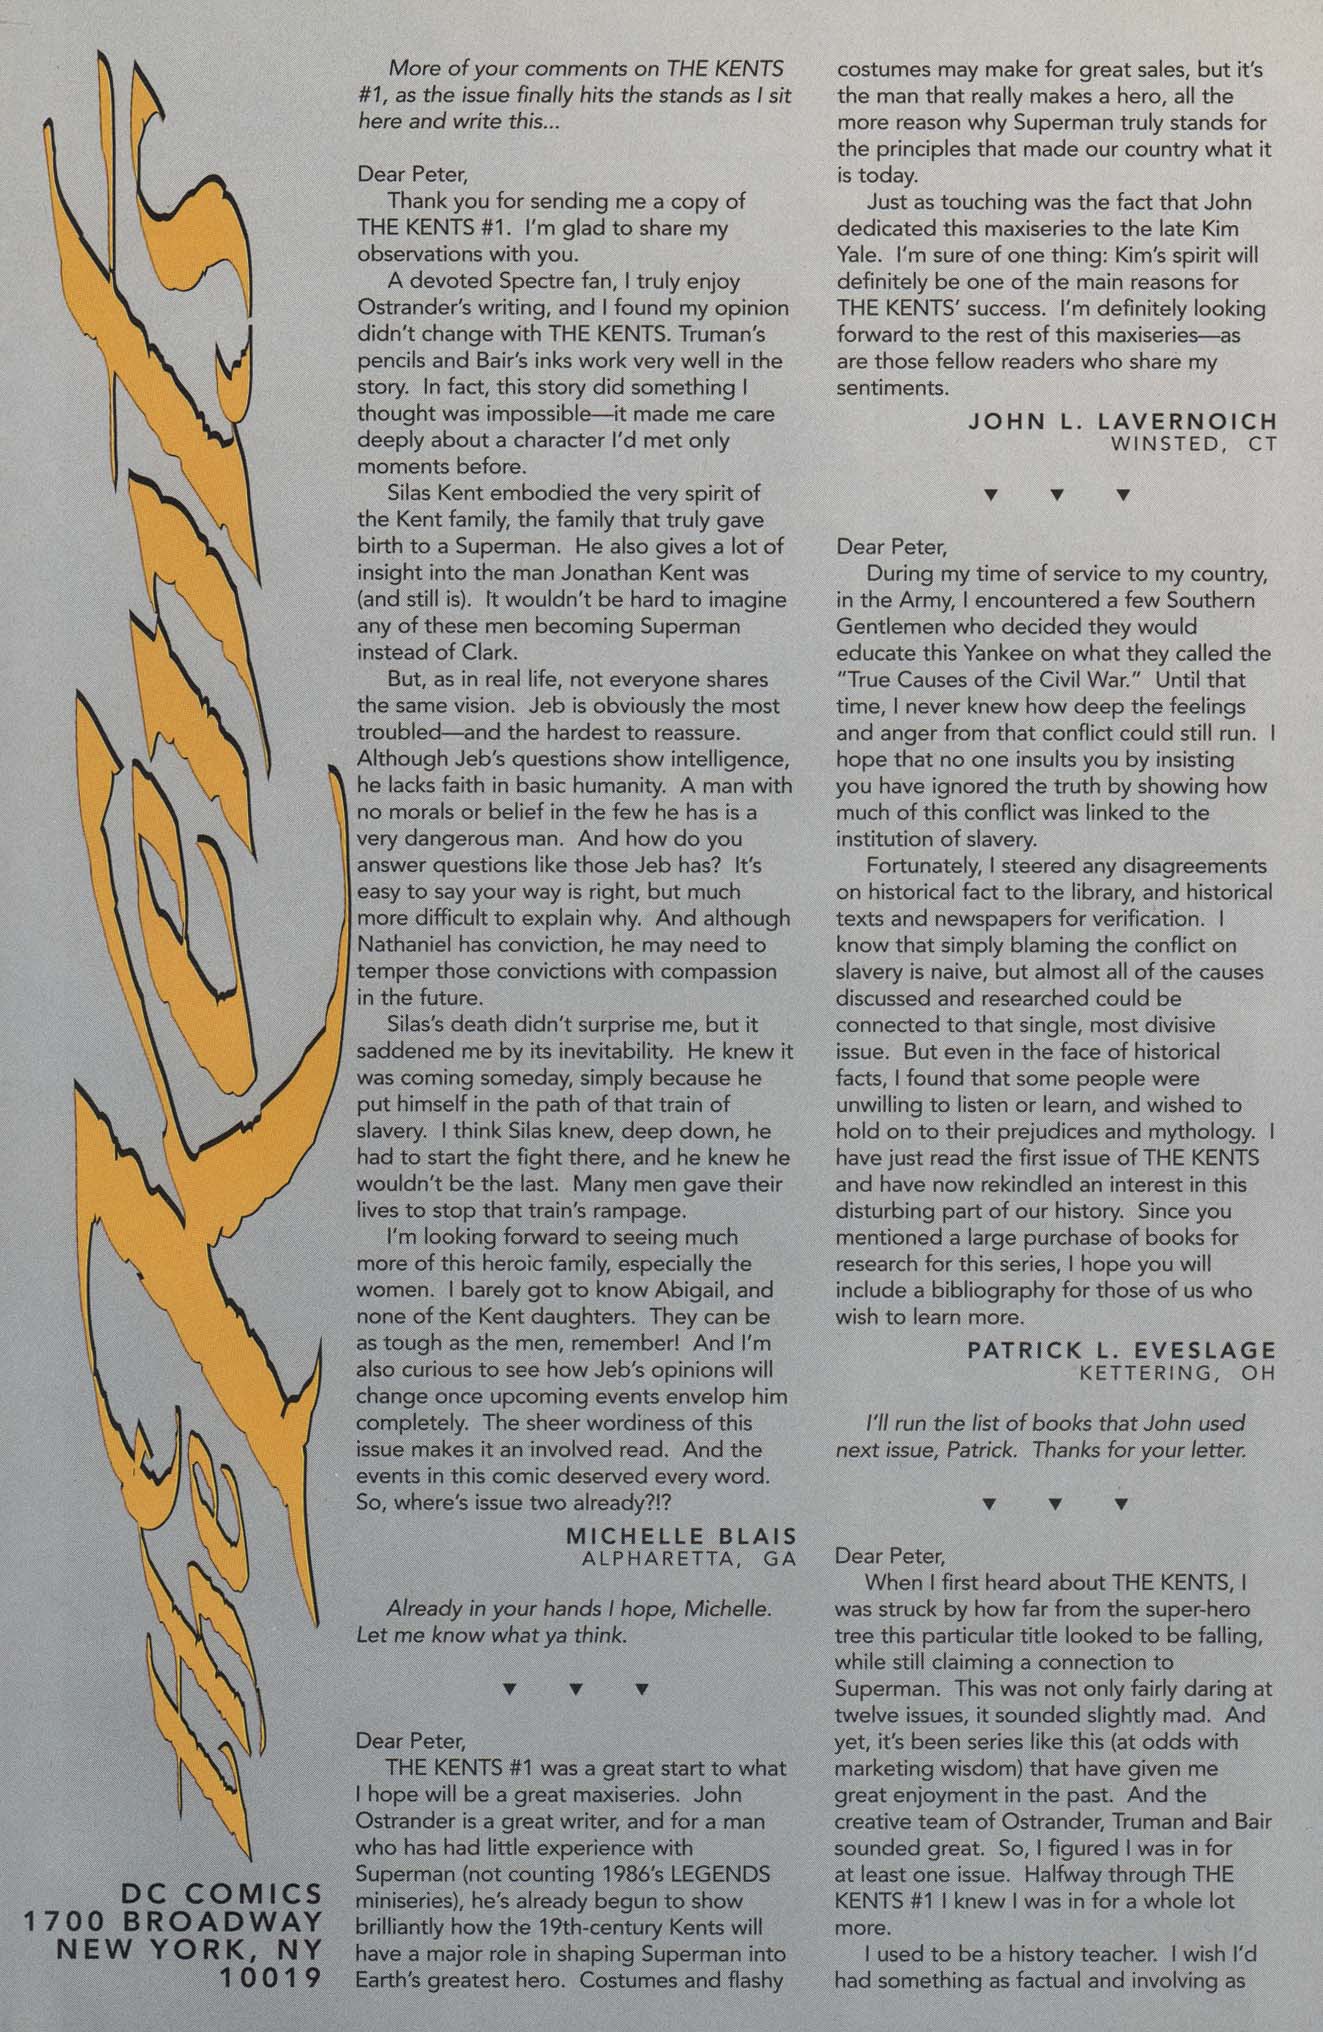 The Kents
DC COMICS
1700 BROADWAY
NEW YORK, NY
10019
More of your comments on THE KENTS
#1, as the issue finally hits the stands as I sit
here and write this...
Dear Peter,
Thank you for sending me a copy of
THE KENTS #1. I'm glad to share my
observations with you.
A devoted Spectre fan, I truly enjoy
Ostrander's writing, and I found my opinion
didn't change with THE KENTS. Truman's
pencils and Bair's inks work very well in the
story. In fact, this story did something I
thought was impossible—it made me care
deeply about a character I'd met only
moments before.
Silas Kent embodied the very spirit of
the Kent family, the family that truly gave
birth to a Superman. He also gives a lot of
insight into the man Jonathan Kent was
(and still is). It wouldn't be hard to imagine
any of these men becoming Superman
instead of Clark.
But, as in real life, not everyone shares
the same vision. Jeb is obviously the most
troubled—and the hardest to reassure.
Although Jeb's questions show intelligence,
he lacks faith in basic humanity. A man with
no morals or belief in the few he has is a
very dangerous man. And how do you
answer questions like those Jeb has? It's
easy to say your way is right, but much
more difficult to explain why. And although
Nathaniel has conviction, he may need to
temper those convictions with compassion
in the future.
Silas's death didn't surprise me, but it
saddened me by its inevitability. He knew it
was coming someday, simply because he
put himself in the path of that train of
slavery. I think Silas knew, deep down, he
had to start the fight there, and he knew he
wouldn't be the last. Many men gave their
lives to stop that train's rampage.
I'm looking forward to seeing much
more of this heroic family, especially the
women. I barely got to know Abigail, and
none of the Kent daughters. They can be
as tough as the men, remember! And I'm
also curious to see how Jeb's opinions will
change once upcoming events envelop him
completely. The sheer wordiness of this
issue makes it an involved read. And the
events in this comic deserved every word.
So, where's issue two already?!?
MICHELLE BLAIS
ALPHARETTA, GA
Already in your hands I hope, Michelle.
Let me know what ya think.
Dear Peter,
THE KENTS #1 was a great start to what
I hope will be a great maxiseries. John
Ostrander is a great writer, and for a man
who has had little experience with
Superman (not counting 1986's LEGENDS
miniseries), he's already begun to show
brilliantly how the 19th-century Kents will
have a major role in shaping Superman into
Earth's greatest hero. Costumes and flashy
costumes may make for great sales, but it's
the man that really makes a hero, all the
more reason why Superman truly stands for
the principles that made our country what it
is today.
Just as touching was the fact that John
dedicated this maxiseries to the late Kim
Yale. I'm sure of one thing: Kim's spirit will
definitely be one of the main reasons for
THE KENTS' success. I'm definitely looking
forward to the rest of this maxiseries—as
are those fellow readers who share my
sentiments.
JOHN L. LAVERNOICH
WINSTED, CT
Dear Peter,
During my time of service to my country,
in the Army, I encountered a few Southern
Gentlemen who decided they would
educate this Yankee on what they called the
"True Causes of the Civil War." Until that
time, I never knew how deep the feelings
and anger from that conflict could still run. I
hope that no one insults you by insisting
you have ignored the truth by showing how
much of this conflict was linked to the
institution of slavery.
Fortunately, I steered any disagreements
on historical fact to the library, and historical
texts and newspapers for verification. I
know that simply blaming the conflict on
slavery is naive, but almost all of the causes
discussed and researched could be
connected to that single, most divisive
issue. But even in the face of historical
facts, I found that some people were
unwilling to listen or learn, and wished to
hold on to their prejudices and mythology. I
have just read the first issue of THE KENTS
and have now rekindled an interest in this
disturbing part of our history. Since you
mentioned a large purchase of books for
research for this series, I hope you will
include a bibliography for those of us who
wish to learn more.
PATRICK L. EVESLAGE
KETTERING, OH
I'll run the list of books that John used
next issue, Patrick. Thanks for your letter.
Dear Peter,
When I first heard about THE KENTS, I
was struck by how far from the super-hero
tree this particular title looked to be falling,
while still claiming a connection to
Superman. This was not only fairly daring at
twelve issues, it sounded slightly mad. And
yet, it's been series like this (at odds with
marketing wisdom) that have given me
great enjoyment in the past. And the
creative team of Ostrander, Truman and Bair
sounded great. So, I figured I was in for
at least one issue. Halfway through THE
KENTS #1 I knew I was in for a whole lot
more.
I used to be a history teacher. I wish I'd
had something as factual and involving as